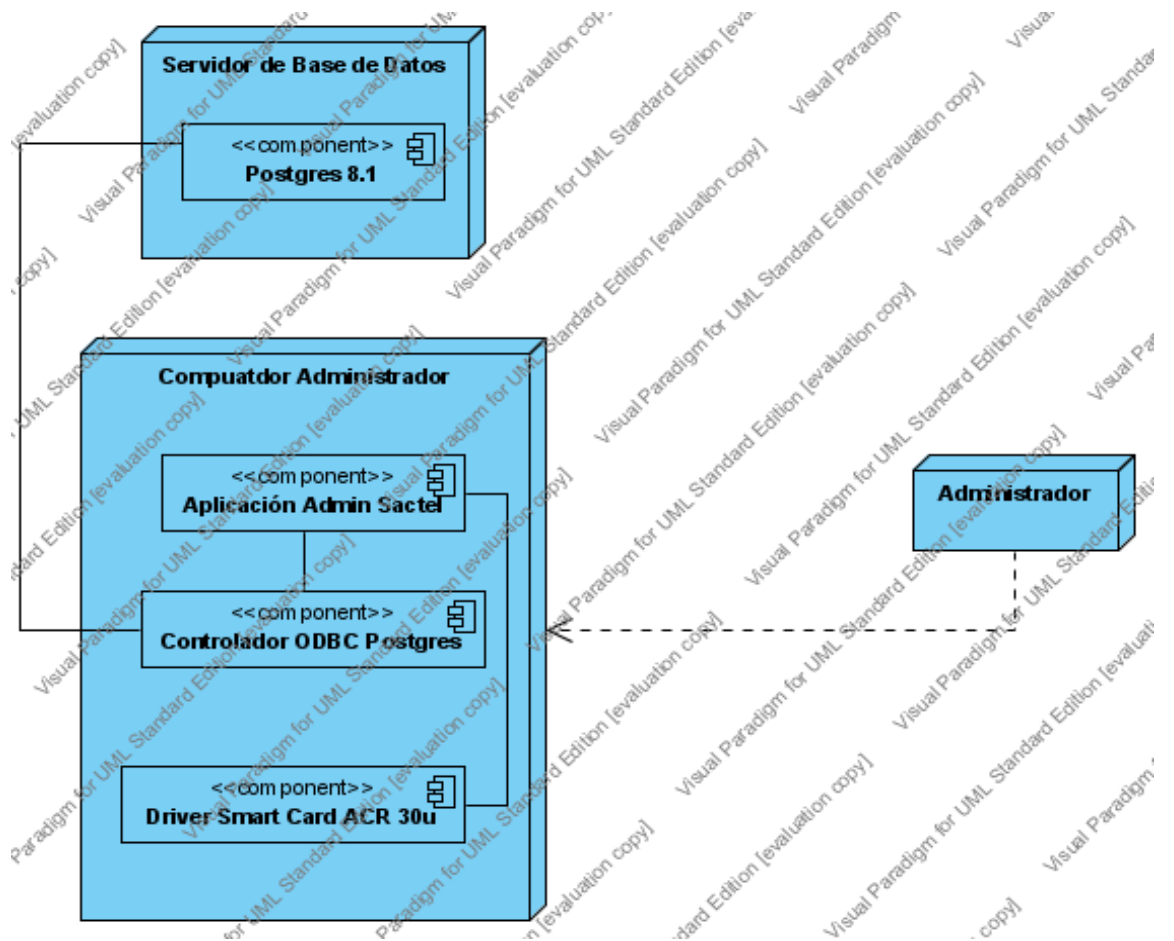 Servidor de Base de Datos
<<component>>
Postgres 8.1
Compuatdor Administrador
<<component>>
Aplicación Admin Sactel
<<component>>
Controlador ODBC Postgres
<<component>>
Driver Smart Card ACR 30u
Administrador
Visual Paradigm for UML Standard Edition [evaluation copy]